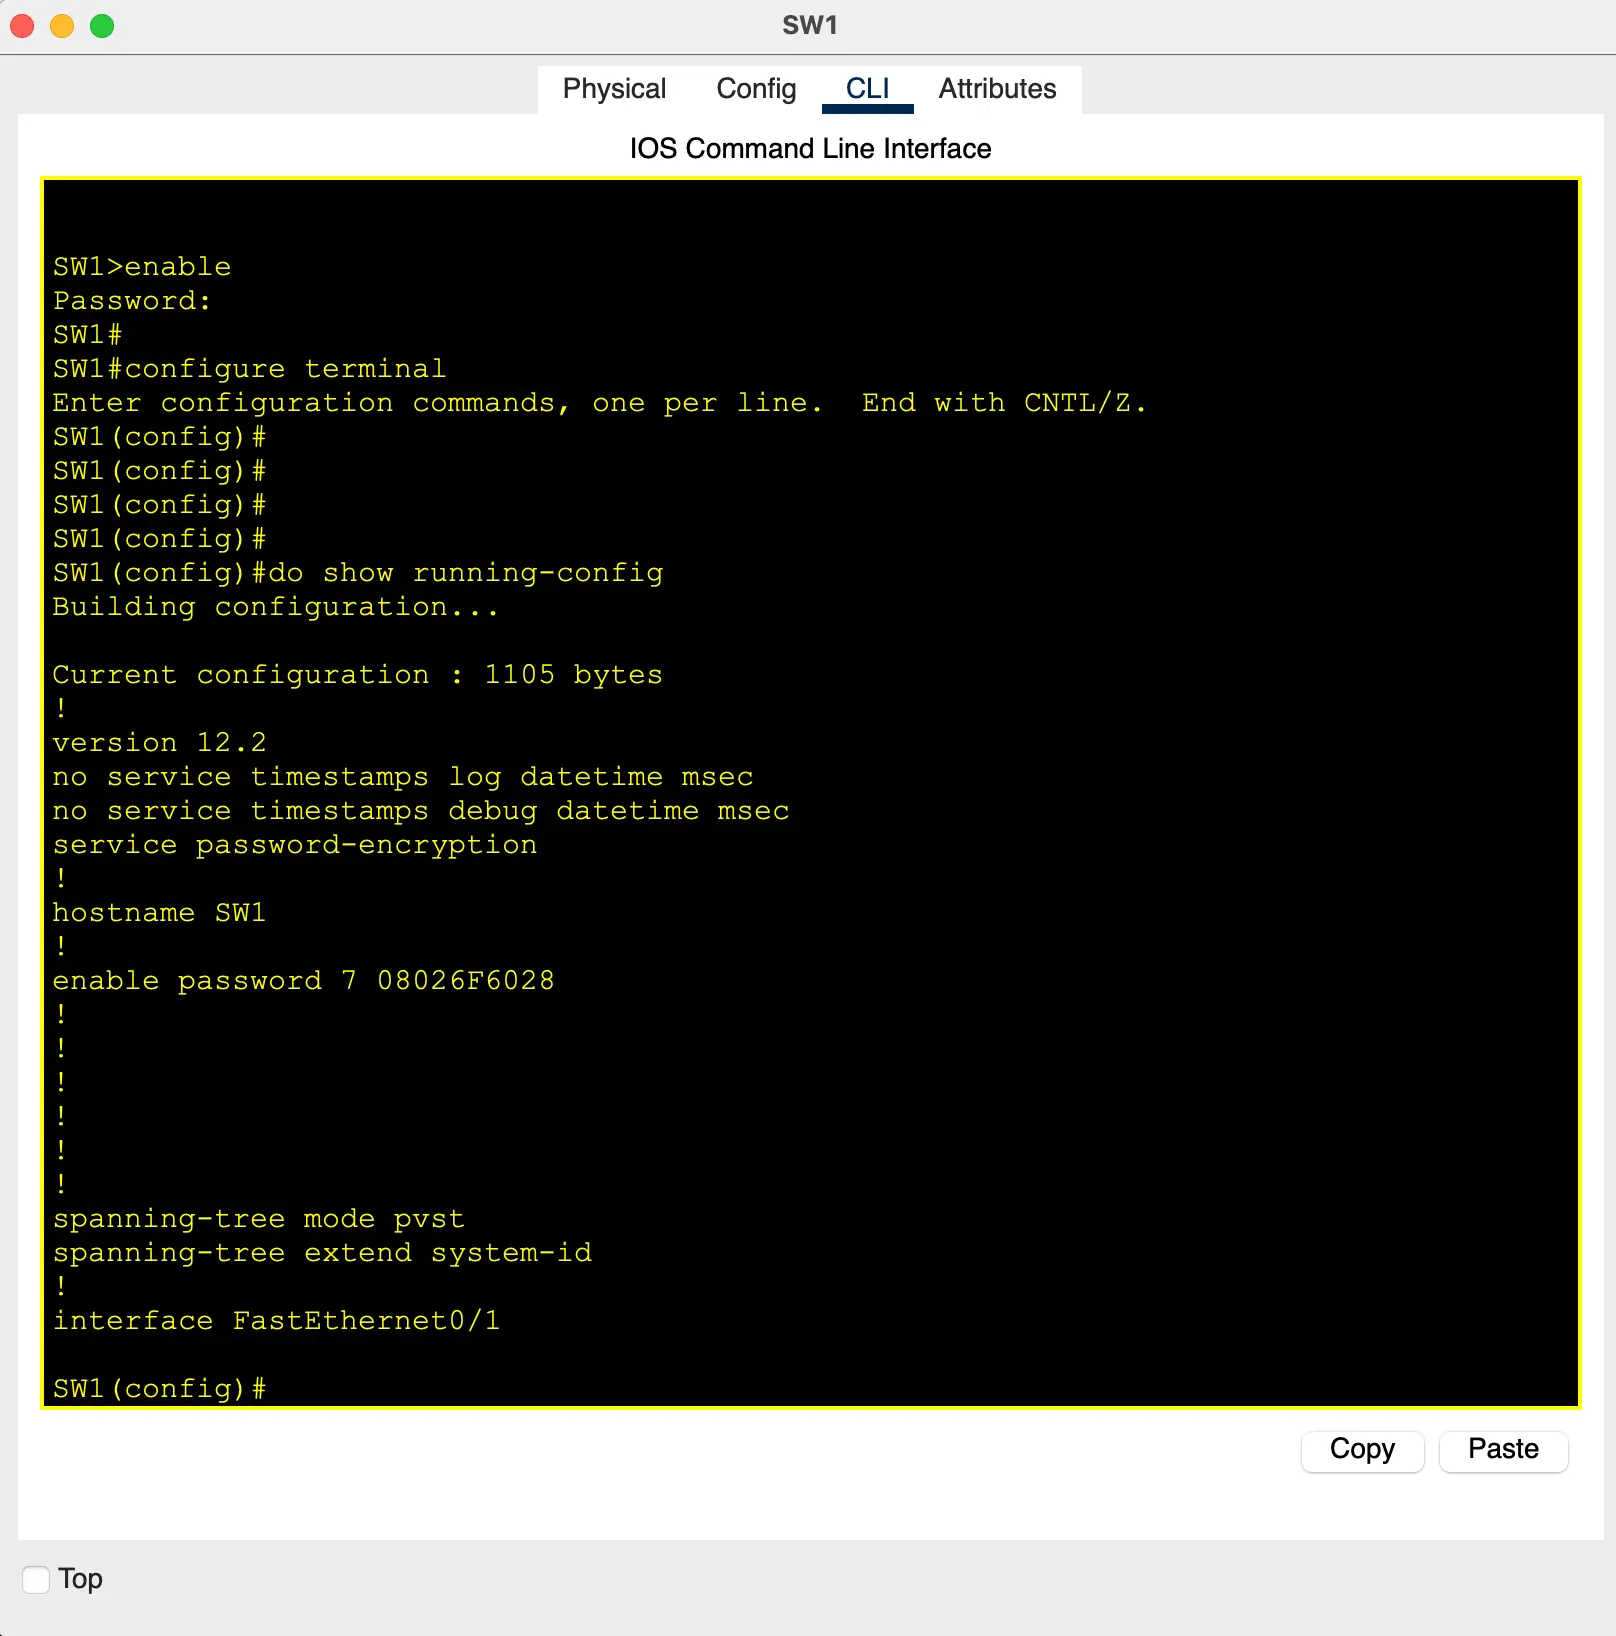 SW1
Physical Config CLI Attributes
IOS Command Line Interface
SW1>enable
Password:
SW1#
SW1#configure terminal
Enter configuration commands, one per line.  End with CNTL/Z.
SW1(config)#
SW1(config)#
SW1(config)#
SW1(config)#
SW1(config)#do show running-config
Building configuration...
Current configuration : 1105 bytes
!
version 12.2
no service timestamps log datetime msec
no service timestamps debug datetime msec
service password-encryption
!
hostname SW1
!
enable password 7 08026F6028
!
!
!
!
!
!
spanning-tree mode pvst
spanning-tree extend system-id
!
interface FastEthernet0/1
SW1(config)#
Copy Paste
Top